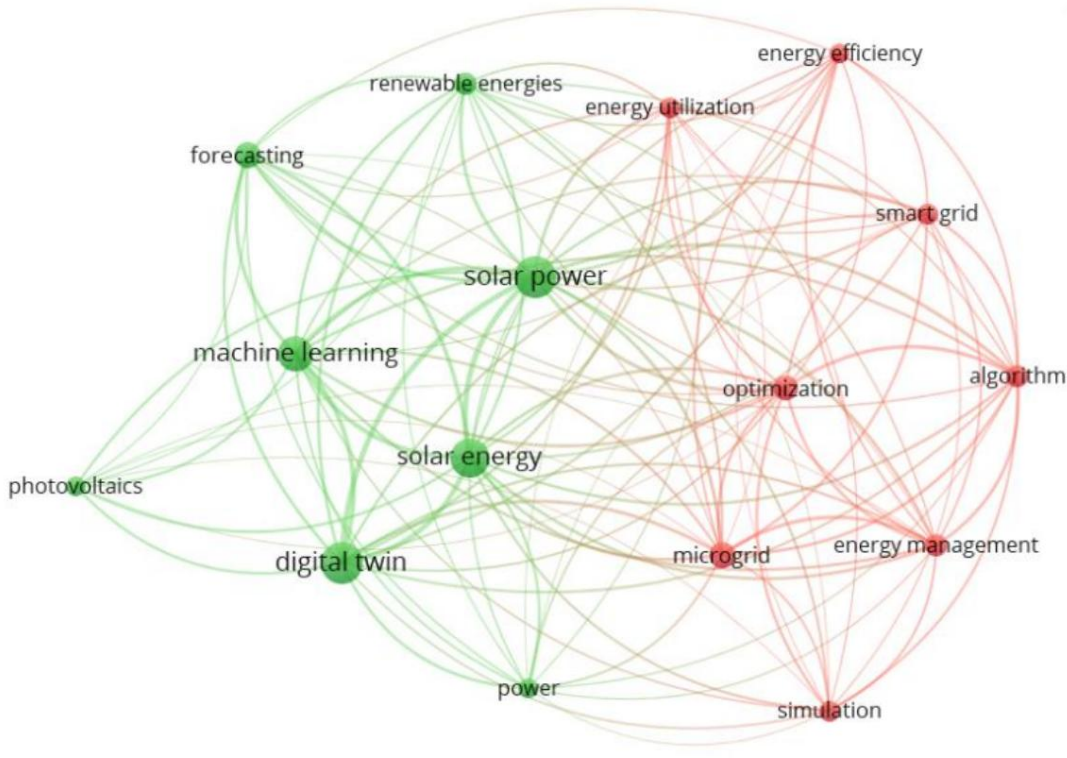 energy efficiency
renewable energies
energy utilization
forecasting
smart grid
solar power
machine learning
algorithm
optimization
solar energy
photovoltaics
energy management
microgrid
digital twin
power
simulation